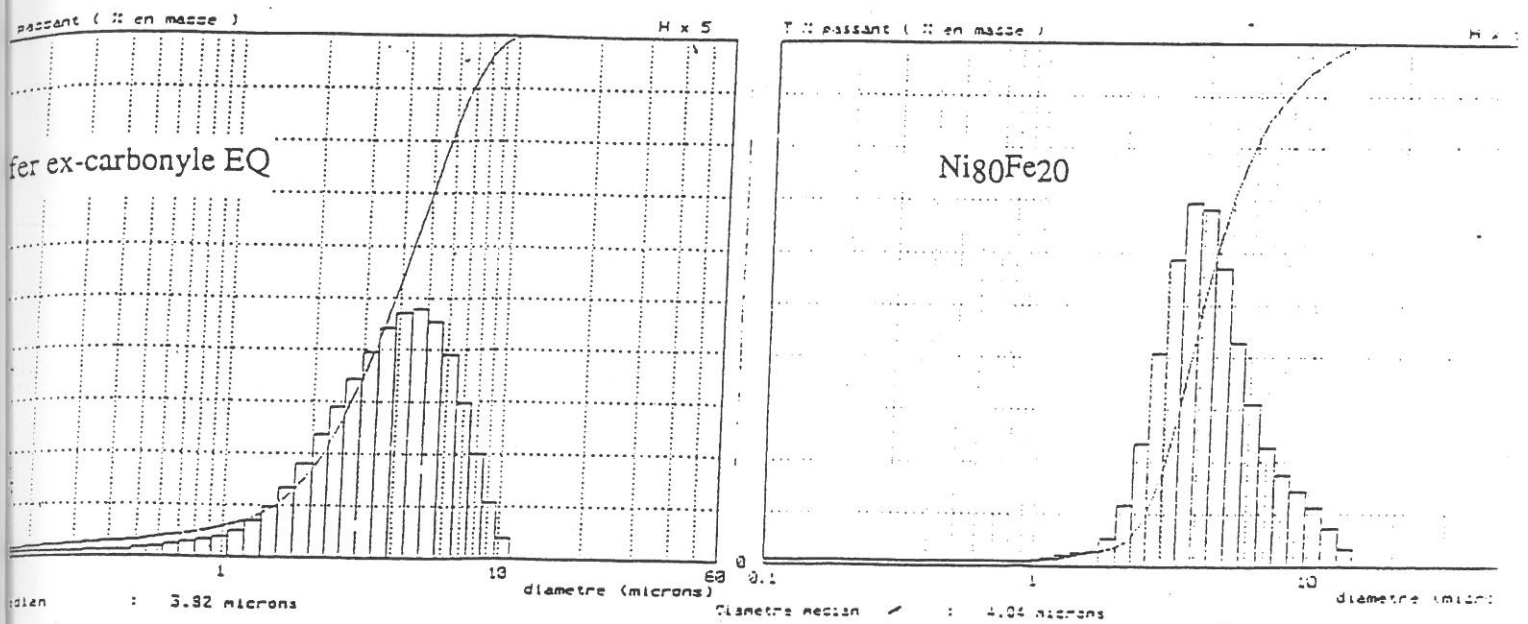 passant ( % en masse ) H x 5
fer ex-carbonyle EQ
1 10 60
diametre (microns)
: 3.92 microns
T % passant ( % en masse ) H x
Ni80Fe20
0
0.1 1 10
diametre
Diametre median : 4.04 microns